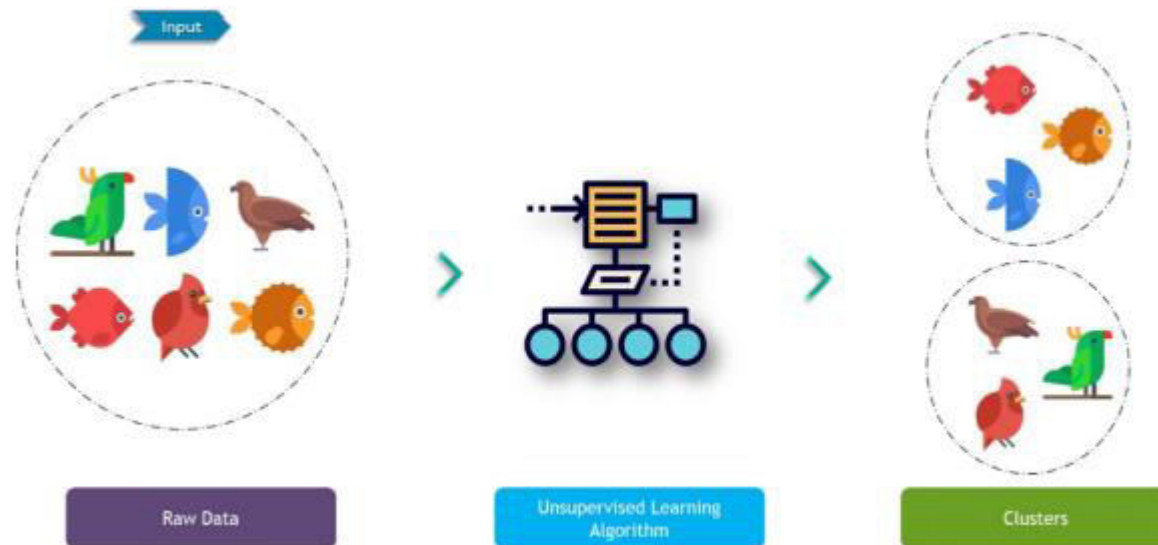 Input
Raw Data
Unsupervised Learning
Algorithm
Clusters